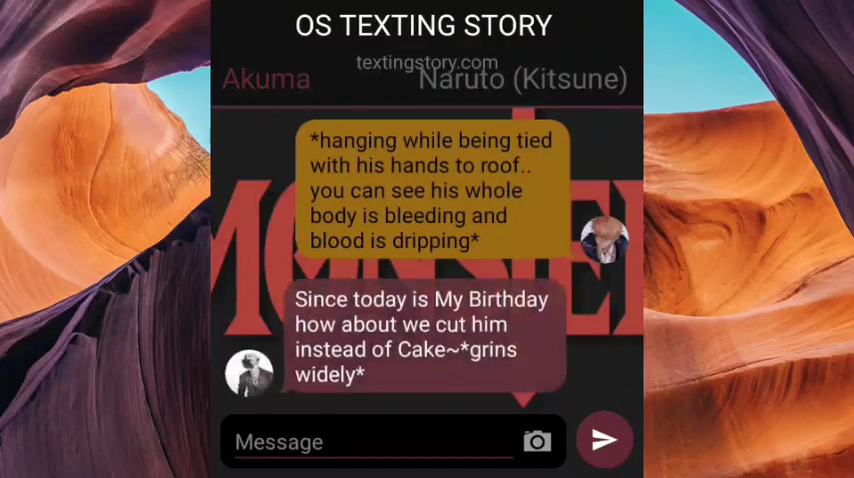 OS TEXTING STORY
textingstory.com
Akuma
Naruto (Kitsune)
*hanging while being tied
with his hands to roof..
you can see his whole
body is bleeding and
blood is dripping*
Since today is My Birthday
how about we cut him
instead of Cake~*grins
widely*
Message